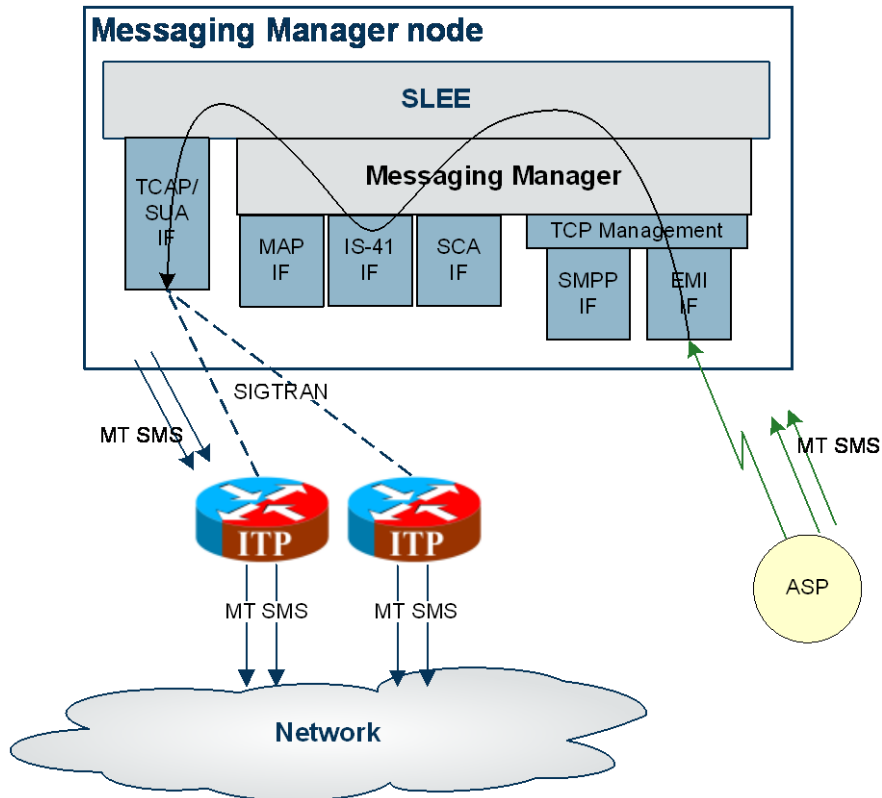 Messaging Manager node
SLEE
TCAP/
SUA
IF
Messaging Manager
MAP
IF
IS-41
IF
SCA
IF
TCP Management
SMPP
IF
EMI
IF
SIGTRAN
MT SMS
MT SMS
ITP
ITP
ASP
MT SMS
MT SMS
Network